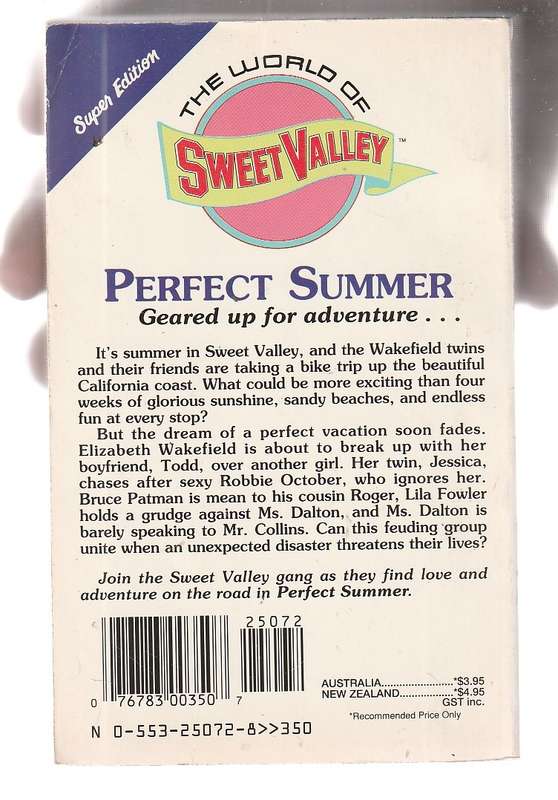 Super Edition
THE WORLD OF
SWEET VALLEY™
PERFECT SUMMER
Geared up for adventure . . .
It's summer in Sweet Valley, and the Wakefield twins
and their friends are taking a bike trip up the beautiful
California coast. What could be more exciting than four
weeks of glorious sunshine, sandy beaches, and endless
fun at every stop?
But the dream of a perfect vacation soon fades.
Elizabeth Wakefield is about to break up with her
boyfriend, Todd, over another girl. Her twin, Jessica,
chases after sexy Robbie October, who ignores her.
Bruce Patman is mean to his cousin Roger, Lila Fowler
holds a grudge against Ms. Dalton, and Ms. Dalton is
barely speaking to Mr. Collins. Can this feuding group
unite when an unexpected disaster threatens their lives?
Join the Sweet Valley gang as they find love and
adventure on the road in Perfect Summer.
25072
0 76783 00350 7
AUSTRALIA.......................*$3.95
NEW ZEALAND.................*$4.95
GST inc.
*Recommended Price Only
N 0-553-25072-8>>350